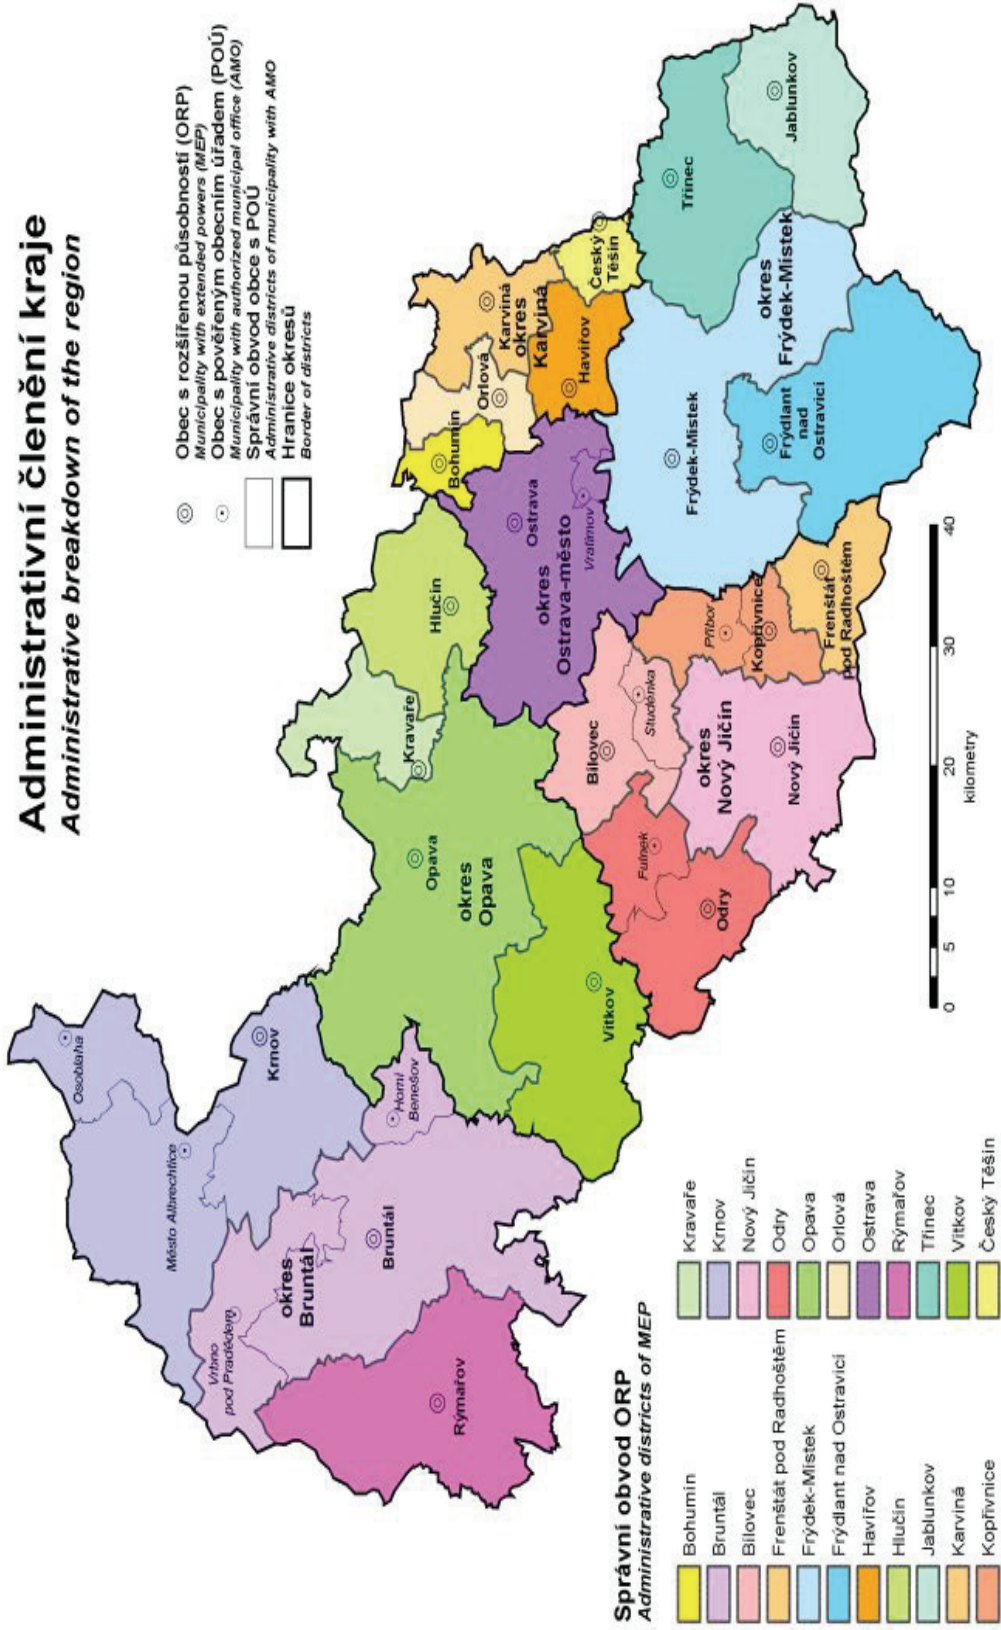 Administrativní členění kraje
Administrative breakdown of the region
Obec s rozšířenou působností (ORP)
Municipality with extended powers (MEP)
Obec s pověřeným obecním úřadem (POÚ)
Municipality with authorized municipal office (AMO)
Správní obvod obce s POÚ
Administrative districts of municipality with AMO
Hranice okresů
Border of districts
Osoblaha
Město Albrechtice
Krnov
Vrbno
pod Pradědem
okres
Bruntál
Bruntál
Horní
Benešov
Rýmařov
Opava
okres
Opava
Kravaře
Hlučín
Vítkov
Bohumín
Orlová
Karviná
okres
Karviná
Havířov
Český
Těšín
Ostrava
okres
Ostrava-město
Vratimov
Bílovec
Studénka
Fulnek
Odry
okres
Nový Jičín
Nový Jičín
Příbor
Kopřivnice
Frenštát
pod Radhoštěm
Frýdek-Místek
okres
Frýdek-Místek
Frýdlant
nad
Ostravicí
Třinec
Jablunkov
0
5
10
20
30
40
kilometry
Správní obvod ORP
Administrative districts of MEP
Bohumín
Bruntál
Bílovec
Frenštát pod Radhoštěm
Frýdek-Místek
Frýdlant nad Ostravicí
Havířov
Hlučín
Jablunkov
Karviná
Kopřivnice
Kravaře
Krnov
Nový Jičín
Odry
Opava
Orlová
Ostrava
Rýmařov
Třinec
Vítkov
Český Těšín